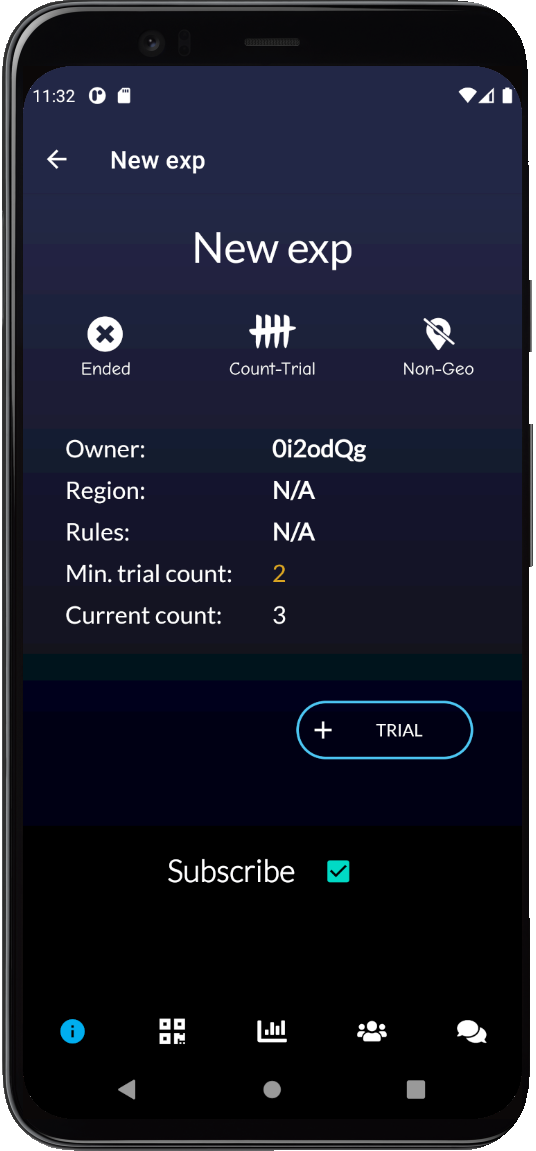 11:32
New exp
New exp
Ended Count-Trial Non-Geo
Owner: 0i2odQg
Region: N/A
Rules: N/A
Min. trial count: 2
Current count: 3
+ TRIAL
Subscribe